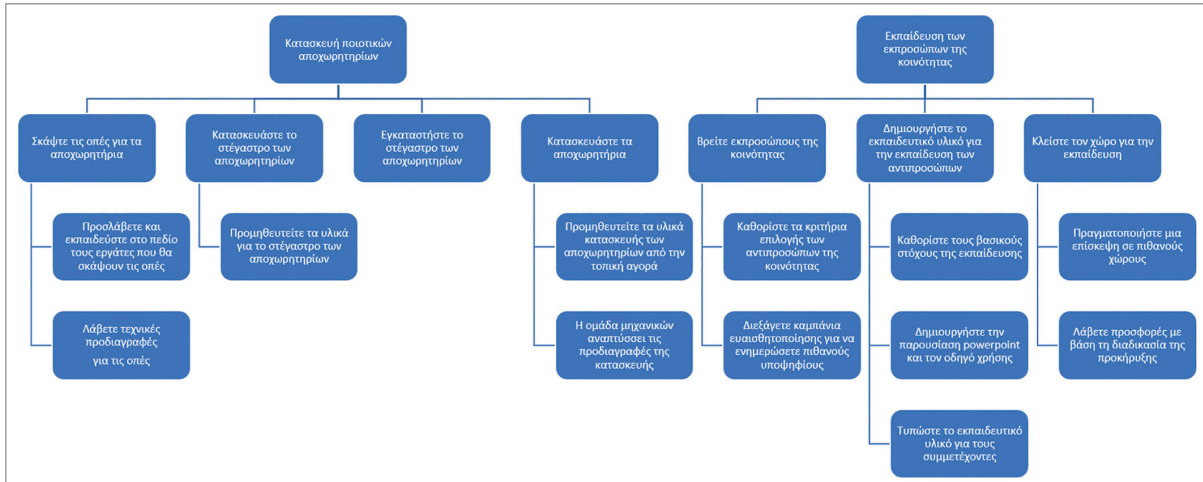 Κατασκευή ποιοτικών
αποχωρητηρίων
Εκπαίδευση των
εκπροσώπων της
κοινότητας
Σκάψτε τις οπές για τα
αποχωρητήρια
Κατασκευάστε το
στέγαστρο των
αποχωρητηρίων
Εγκαταστήστε το
στέγαστρο των
αποχωρητηρίων
Κατασκευάστε τα
αποχωρητήρια
Βρείτε εκπροσώπους της
κοινότητας
Δημιουργήστε το
εκπαιδευτικό υλικό για
την εκπαίδευση των
αντιπροσώπων
Κλείστε τον χώρο για την
εκπαίδευση
Προσλάβετε και
εκπαιδεύστε στο πεδίο
τους εργάτες που θα
σκάψουν τις οπές
Προμηθευτείτε τα υλικά
για το στέγαστρο των
αποχωρητηρίων
Προμηθευτείτε τα υλικά
κατασκευής των
αποχωρητηρίων από την
τοπική αγορά
Καθορίστε τα κριτήρια
επιλογής των
αντιπροσώπων της
κοινότητας
Καθορίστε τους βασικούς
στόχους της εκπαίδευσης
Πραγματοποιήστε μια
επίσκεψη σε πιθανούς
χώρους
Λάβετε τεχνικές
προδιαγραφές
για τις οπές
Η ομάδα μηχανικών
αναπτύσσει τις
προδιαγραφές της
κατασκευής
Διεξάγετε καμπάνια
ευαισθητοποίησης για να
ενημερώσετε πιθανούς
υποψηφίους
Δημιουργήστε την
παρουσίαση powerpoint
και τον οδηγό χρήσης
Λάβετε προσφορές με
βάση τη διαδικασία της
προκήρυξης
Τυπώστε το εκπαιδευτικό
υλικό για τους
συμμετέχοντες